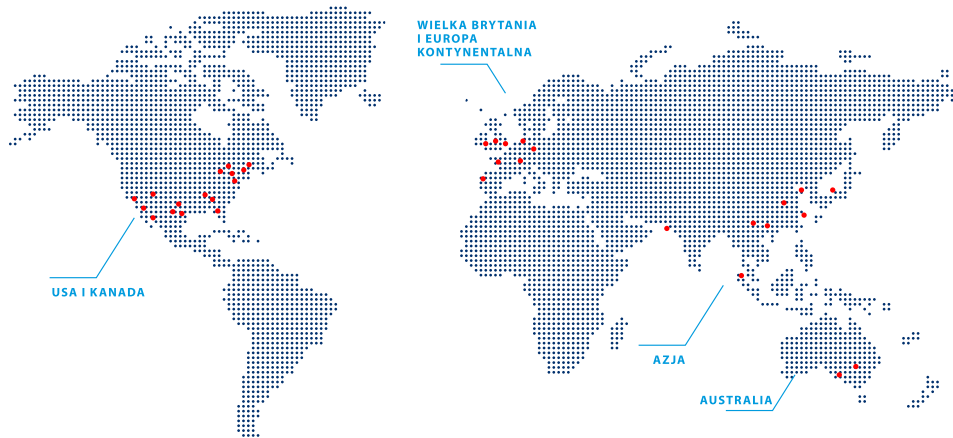 WIELKA BRYTANIA
I EUROPA
KONTYNENTALNA
USA I KANADA
AZJA
AUSTRALIA